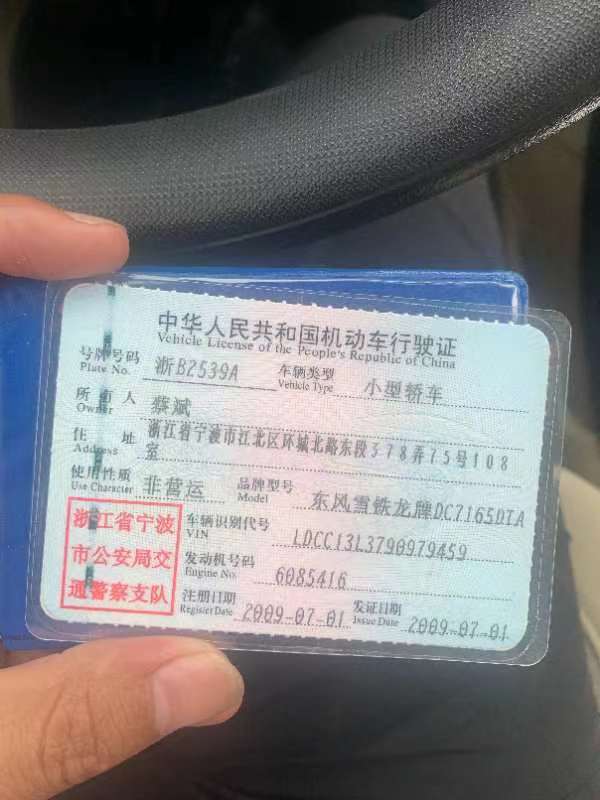 中华人民共和国机动车行驶证
Vehicle License of the People's Republic of China
号牌号码 浙B2539A 车辆类型 小型轿车
Plate No. Vehicle Type
所有人 蔡斌
Owner
住址 浙江省宁波市江北区环城北路东段378弄75号108
Address 室
使用性质 非营运 品牌型号 东风雪铁龙牌DC7165DTA
Use Character Model
浙江省宁波
市公安局交
通警察支队
车辆识别代号 LDCC13L3790979459
VIN
发动机号码 6085416
Engine No.
注册日期 2009-07-01 发证日期 2009-07-01
Register Date Issue Date